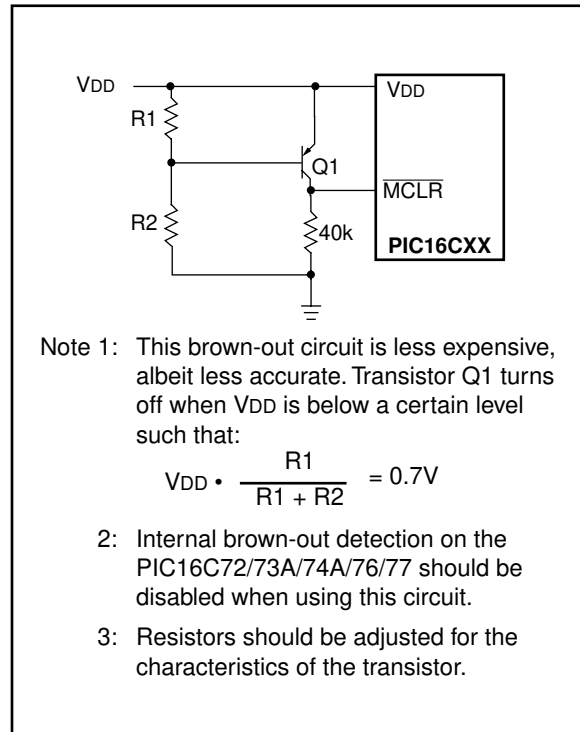 VDD
VDD
R1
Q1
MCLR
R2
40k
PIC16CXX
Note 1: This brown-out circuit is less expensive,
albeit less accurate. Transistor Q1 turns
off when VDD is below a certain level
such that:
VDD • R1 / R1 + R2 = 0.7V
2: Internal brown-out detection on the
PIC16C72/73A/74A/76/77 should be
disabled when using this circuit.
3: Resistors should be adjusted for the
characteristics of the transistor.